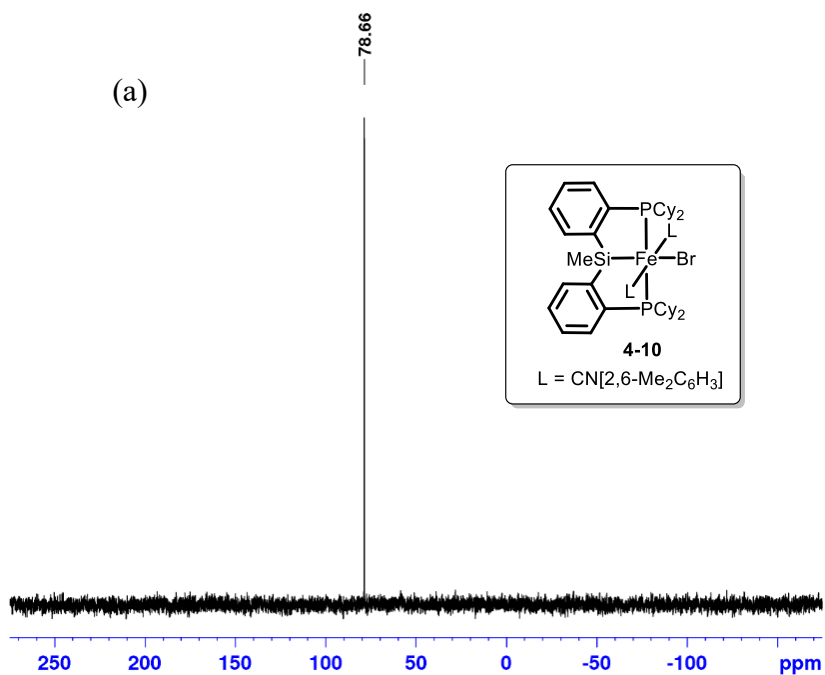 78.66
(a)
PCy2
L
MeSi Fe Br
L
PCy2
4-10
L = CN[2,6-Me2C6H3]
250 200 150 100 50 0 -50 -100 ppm